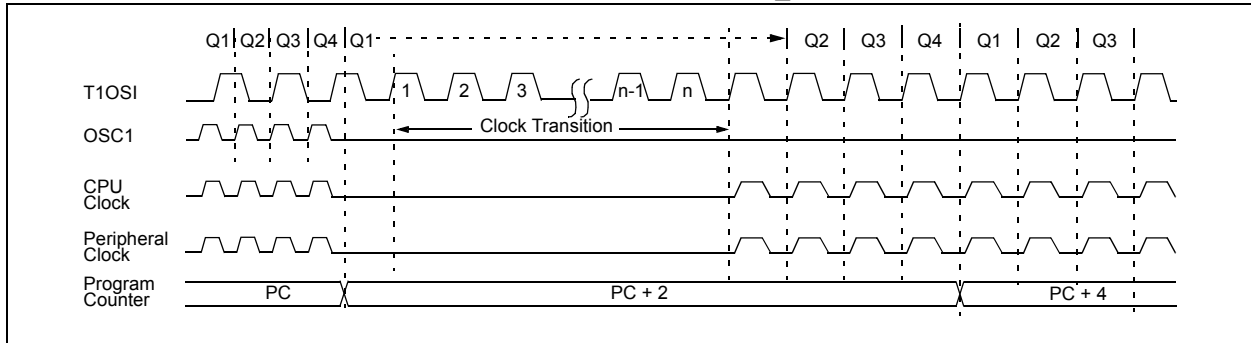 Q1 Q2 Q3 Q4 Q1 Q2 Q3 Q4 Q1 Q2 Q3
T1OSI 1 2 3 n-1 n
Clock Transition
OSC1
CPU
Clock
Peripheral
Clock
Program
Counter
PC PC + 2 PC + 4